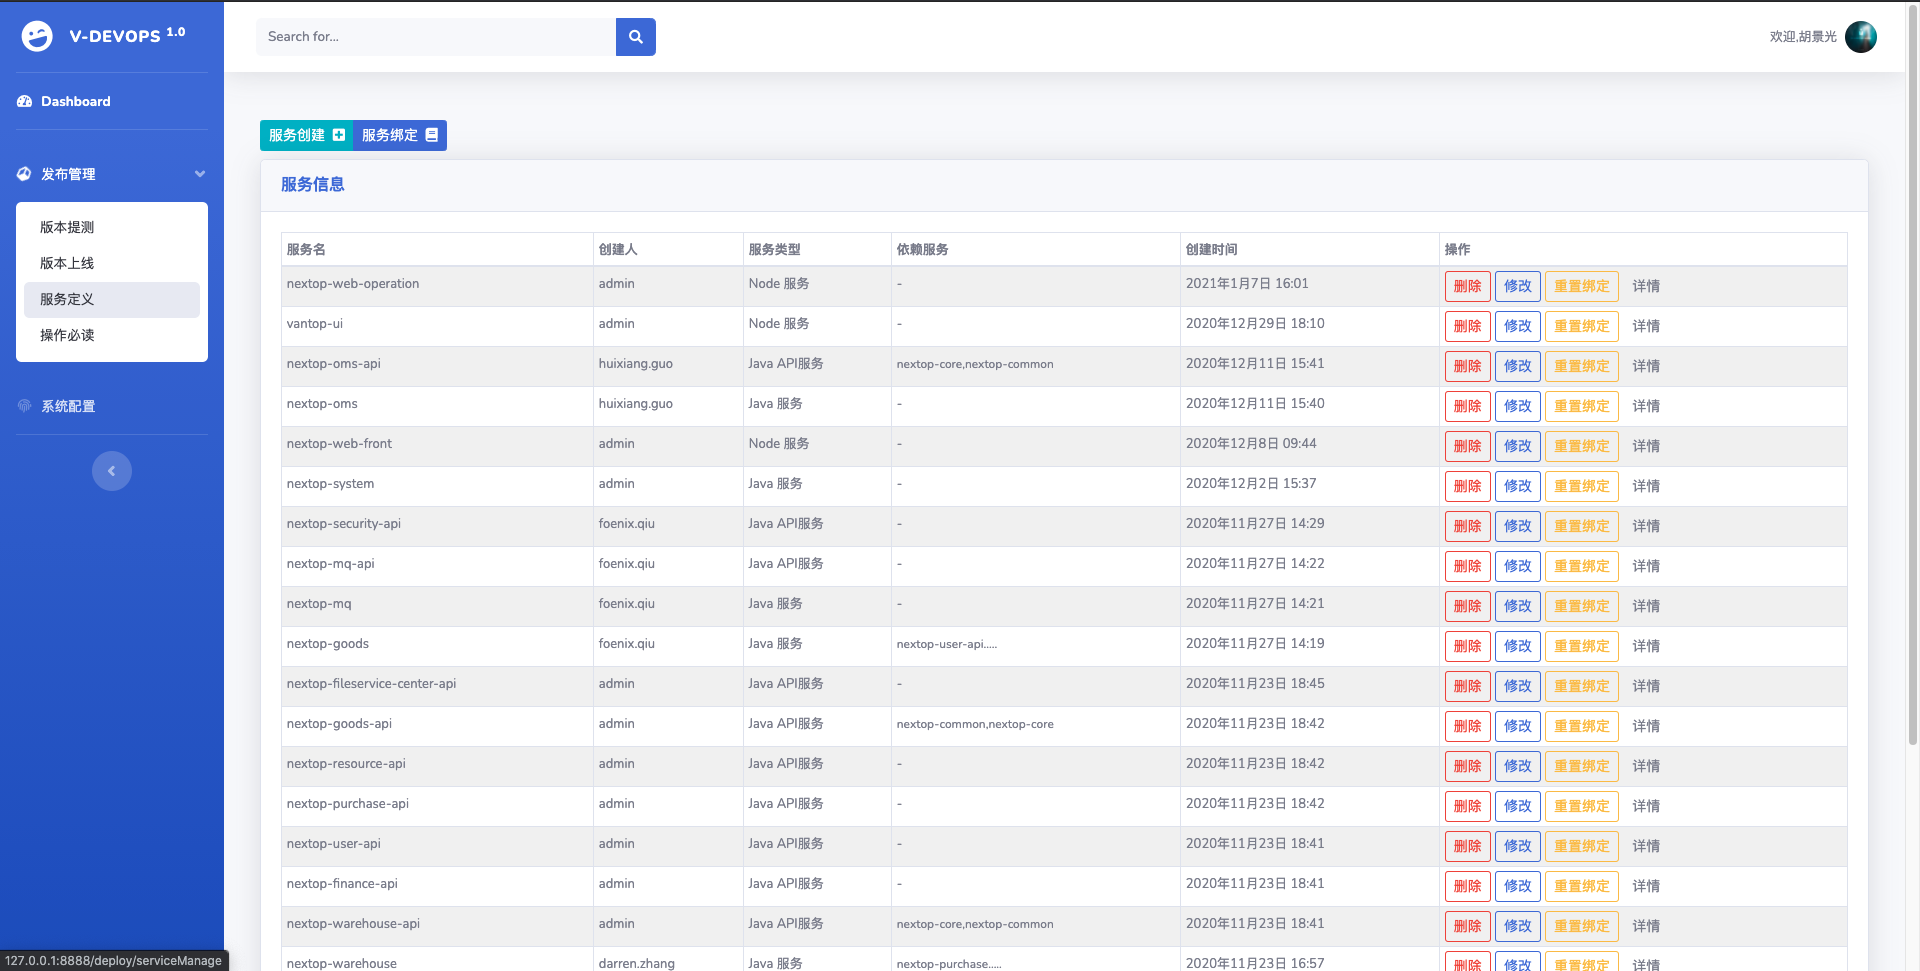 V-DEVOPS 1.0
Search for...
欢迎,胡景光
Dashboard
发布管理
版本提测
版本上线
服务定义
操作必读
系统配置
服务创建 服务绑定
服务信息
服务名 创建人 服务类型 依赖服务 创建时间 操作
nextop-web-operation admin Node 服务 - 2021年1月7日 16:01 删除 修改 重置绑定 详情
vantop-ui admin Node 服务 - 2020年12月29日 18:10 删除 修改 重置绑定 详情
nextop-oms-api huixiang.guo Java API服务 nextop-core,nextop-common 2020年12月11日 15:41 删除 修改 重置绑定 详情
nextop-oms huixiang.guo Java 服务 - 2020年12月11日 15:40 删除 修改 重置绑定 详情
nextop-web-front admin Node 服务 - 2020年12月8日 09:44 删除 修改 重置绑定 详情
nextop-system admin Java 服务 - 2020年12月2日 15:37 删除 修改 重置绑定 详情
nextop-security-api foenix.qiu Java API服务 - 2020年11月27日 14:29 删除 修改 重置绑定 详情
nextop-mq-api foenix.qiu Java API服务 - 2020年11月27日 14:22 删除 修改 重置绑定 详情
nextop-mq foenix.qiu Java 服务 - 2020年11月27日 14:21 删除 修改 重置绑定 详情
nextop-goods foenix.qiu Java 服务 nextop-user-api..... 2020年11月27日 14:19 删除 修改 重置绑定 详情
nextop-fileservice-center-api admin Java API服务 - 2020年11月23日 18:45 删除 修改 重置绑定 详情
nextop-goods-api admin Java API服务 nextop-common,nextop-core 2020年11月23日 18:42 删除 修改 重置绑定 详情
nextop-resource-api admin Java API服务 - 2020年11月23日 18:42 删除 修改 重置绑定 详情
nextop-purchase-api admin Java API服务 - 2020年11月23日 18:42 删除 修改 重置绑定 详情
nextop-user-api admin Java API服务 - 2020年11月23日 18:41 删除 修改 重置绑定 详情
nextop-finance-api admin Java API服务 - 2020年11月23日 18:41 删除 修改 重置绑定 详情
nextop-warehouse-api admin Java API服务 nextop-core,nextop-common 2020年11月23日 18:41 删除 修改 重置绑定 详情
nextop-warehouse darren.zhang Java 服务 nextop-purchase..... 2020年11月23日 16:57 删除 修改 重置绑定 详情
127.0.0.1:8888/deploy/serviceManage